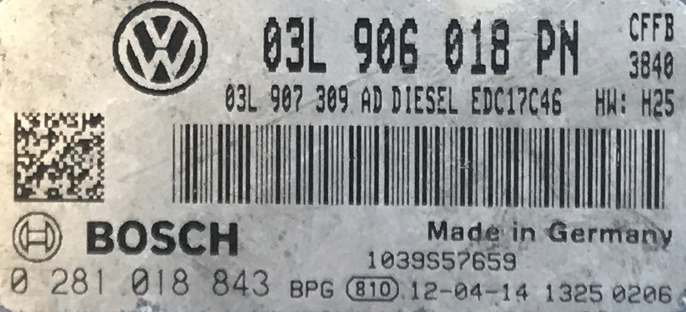 03L 906 018 PN CFFB
3840
03L 907 309 AD DIESEL EDC17C46 HW: H25
BOSCH Made in Germany
1039S57659
0 281 018 843 BPG 810 12-04-14 1325 0206